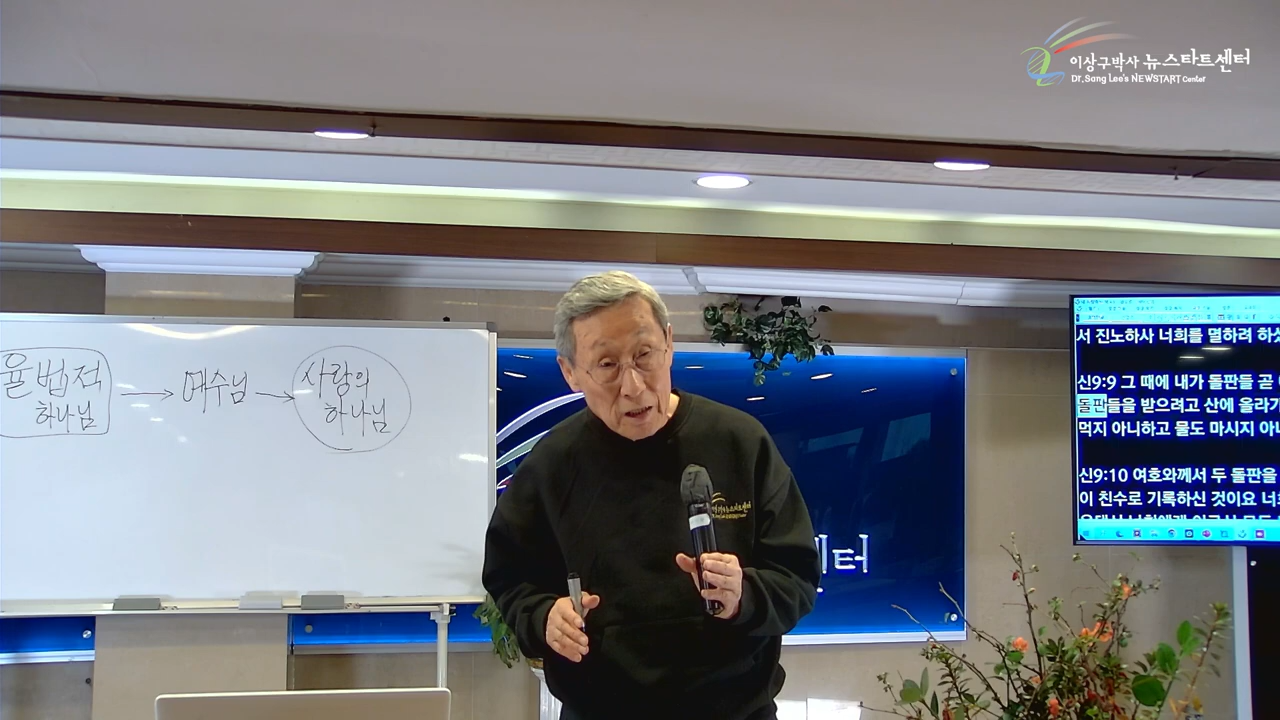 이상구박사 뉴스타트센터
Dr. Sang Lee's NEWSTART Center
율법적
하나님
예수님
사랑의
하나님
뉴스타트센터
터
서 진노하사 너희를 멸하려 하셨
신9:9 그 때에 내가 돌판들 곧
돌판들을 받으려고 산에 올라가
먹지 아니하고 물도 마시지 아니
신9:10 여호와께서 두 돌판을
이 친수로 기록하신 것이요 너희